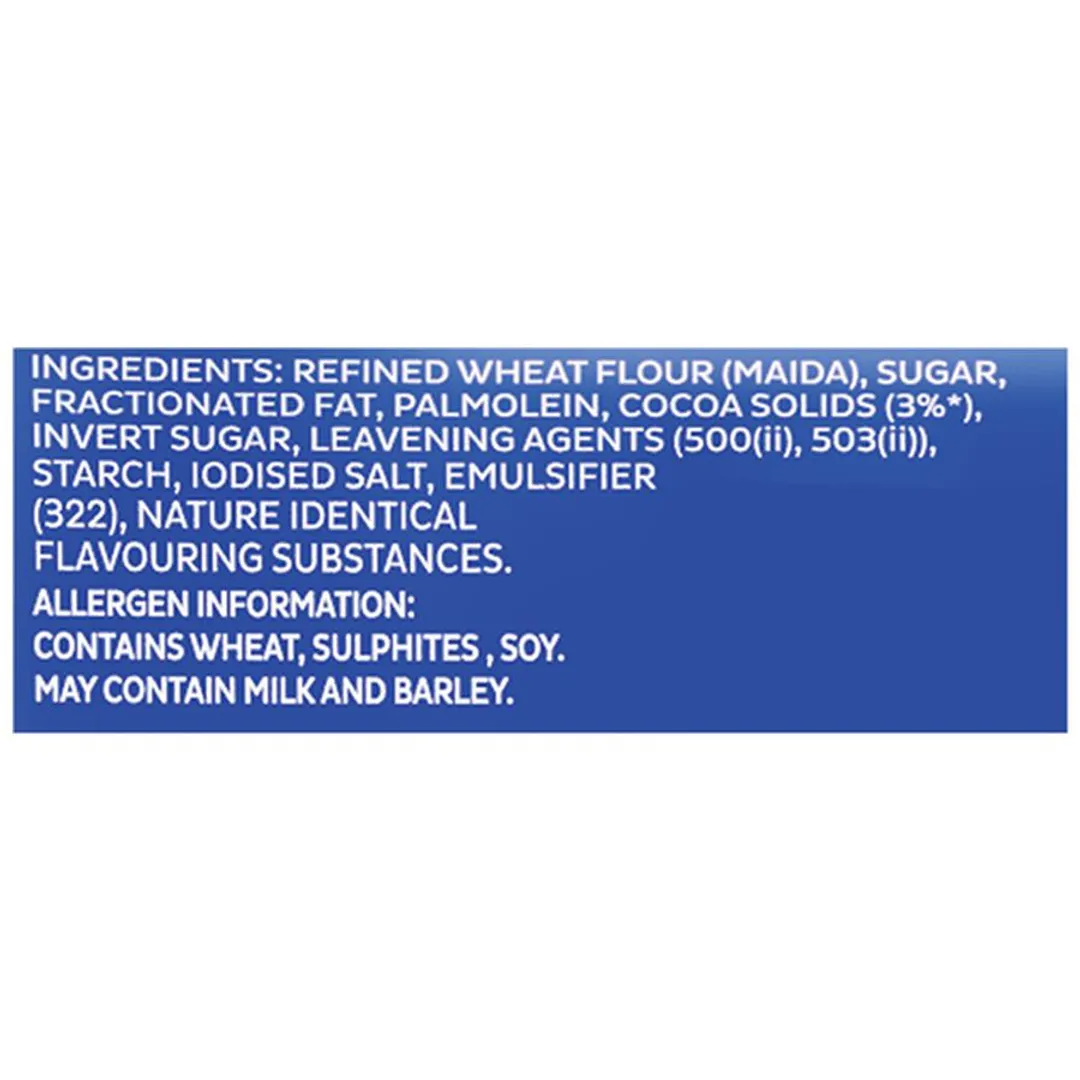 INGREDIENTS: REFINED WHEAT FLOUR (MAIDA), SUGAR,
FRACTIONATED FAT, PALMOLEIN, COCOA SOLIDS (3%*),
INVERT SUGAR, LEAVENING AGENTS (500(ii), 503(ii)),
STARCH, IODISED SALT, EMULSIFIER
(322), NATURE IDENTICAL
FLAVOURING SUBSTANCES.
ALLERGEN INFORMATION:
CONTAINS WHEAT, SULPHITES , SOY.
MAY CONTAIN MILK AND BARLEY.